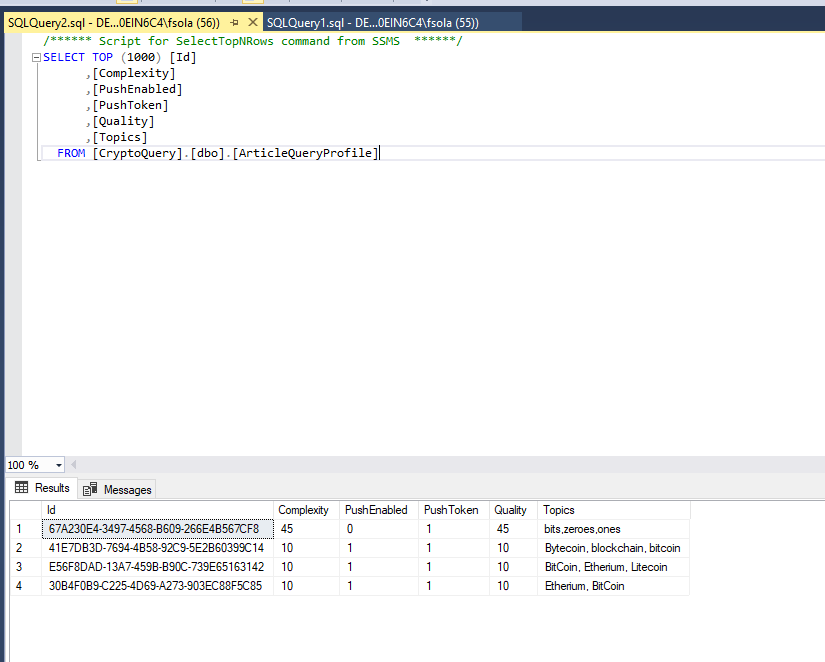 SQLQuery2.sql - DE...0EIN6C4\fsola (56)) SQLQuery1.sql - DE...0EIN6C4\fsola (55))
/****** Script for SelectTopNRows command from SSMS  ******/
SELECT TOP (1000) [Id]
,[Complexity]
,[PushEnabled]
,[PushToken]
,[Quality]
,[Topics]
FROM [CryptoQuery].[dbo].[ArticleQueryProfile]
100 %
Results Messages
Id Complexity PushEnabled PushToken Quality Topics
1 67A230E4-3497-4568-B609-266E4B567CF8 45 0 1 45 bits,zeroes,ones
2 41E7DB3D-7694-4B58-92C9-5E2B60399C14 10 1 1 10 Bytecoin, blockchain, bitcoin
3 E56F8DAD-13A7-459B-B90C-739E65163142 10 1 1 10 BitCoin, Etherium, Litecoin
4 30B4F0B9-C225-4D69-A273-903EC88F5C85 10 1 1 10 Etherium, BitCoin